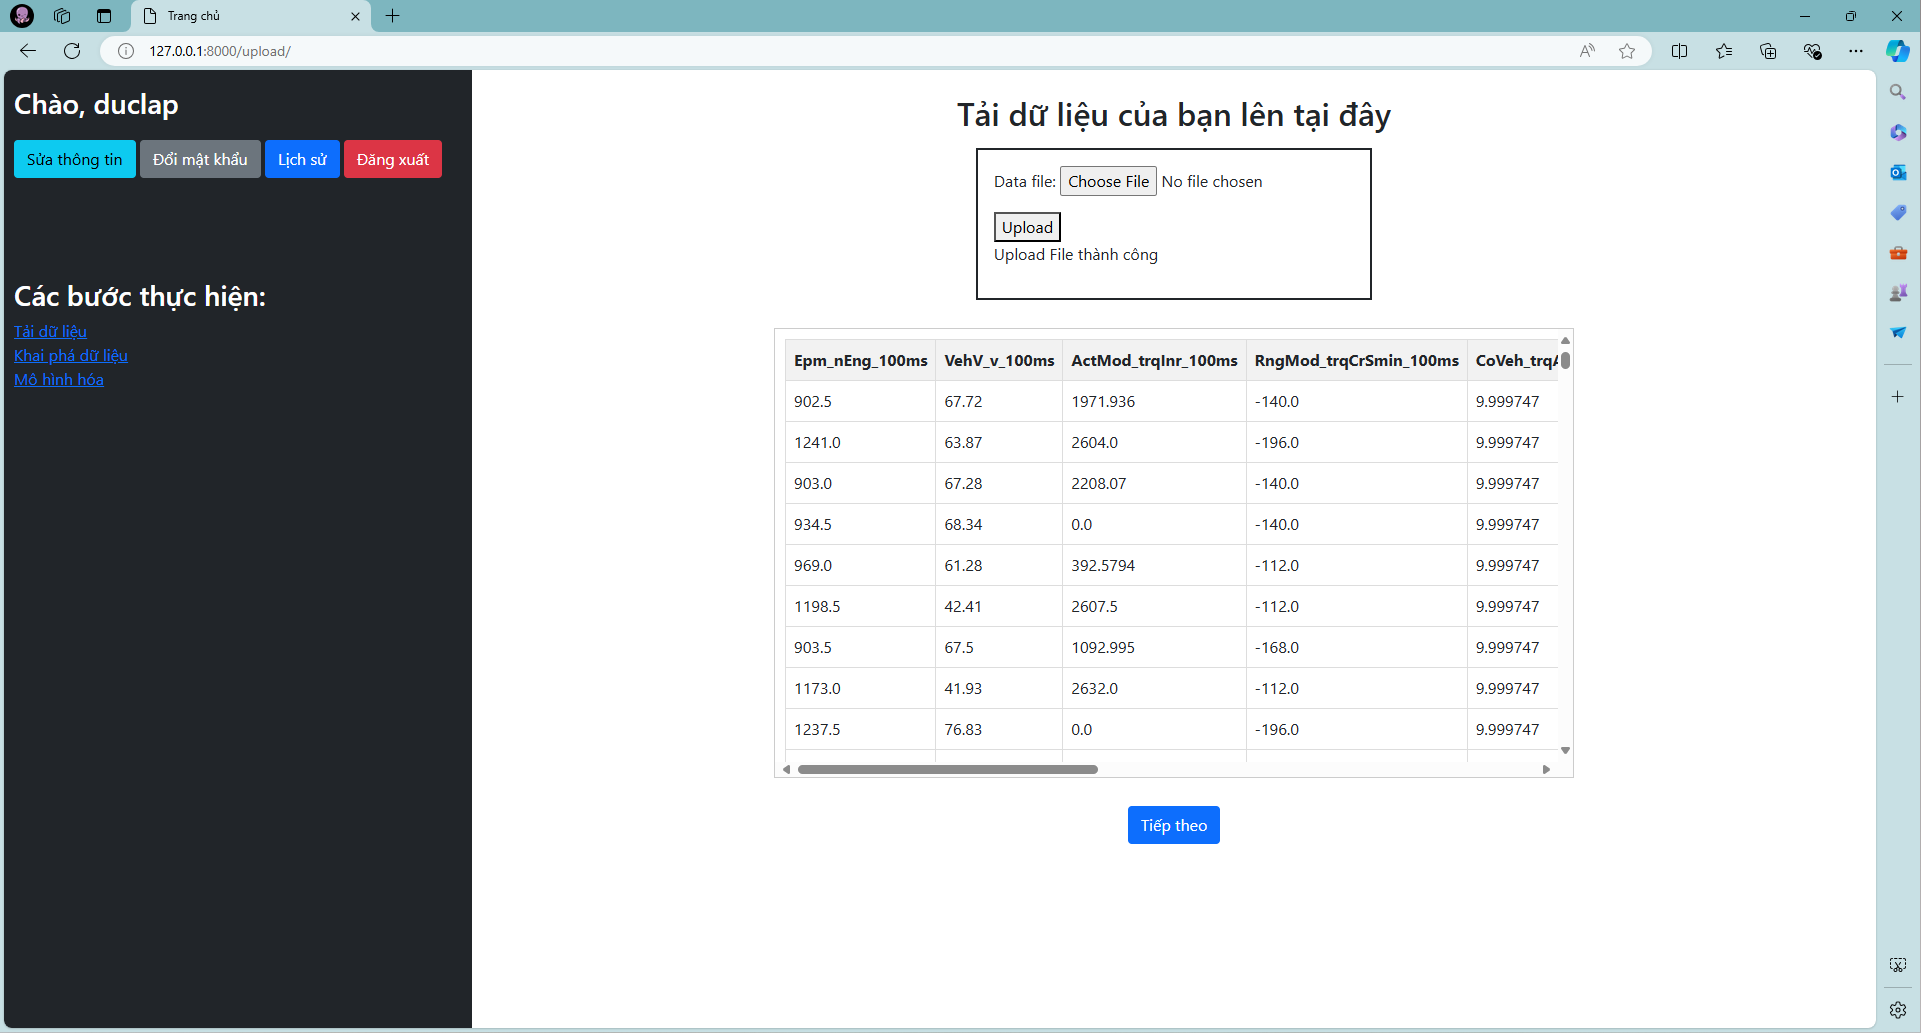 Trang chủ
127.0.0.1:8000/upload/
Chào, duclap
Sửa thông tin Đổi mật khẩu Lịch sử Đăng xuất
Các bước thực hiện:
Tải dữ liệu
Khai phá dữ liệu
Mô hình hóa
Tải dữ liệu của bạn lên tại đây
Data file: Choose File No file chosen
Upload
Upload File thành công
Epm_nEng_100ms VehV_v_100ms ActMod_trqInr_100ms RngMod_trqCrSmin_100ms CoVeh_trqA
902.5 67.72 1971.936 -140.0 9.999747
1241.0 63.87 2604.0 -196.0 9.999747
903.0 67.28 2208.07 -140.0 9.999747
934.5 68.34 0.0 -140.0 9.999747
969.0 61.28 392.5794 -112.0 9.999747
1198.5 42.41 2607.5 -112.0 9.999747
903.5 67.5 1092.995 -168.0 9.999747
1173.0 41.93 2632.0 -112.0 9.999747
1237.5 76.83 0.0 -196.0 9.999747
Tiếp theo